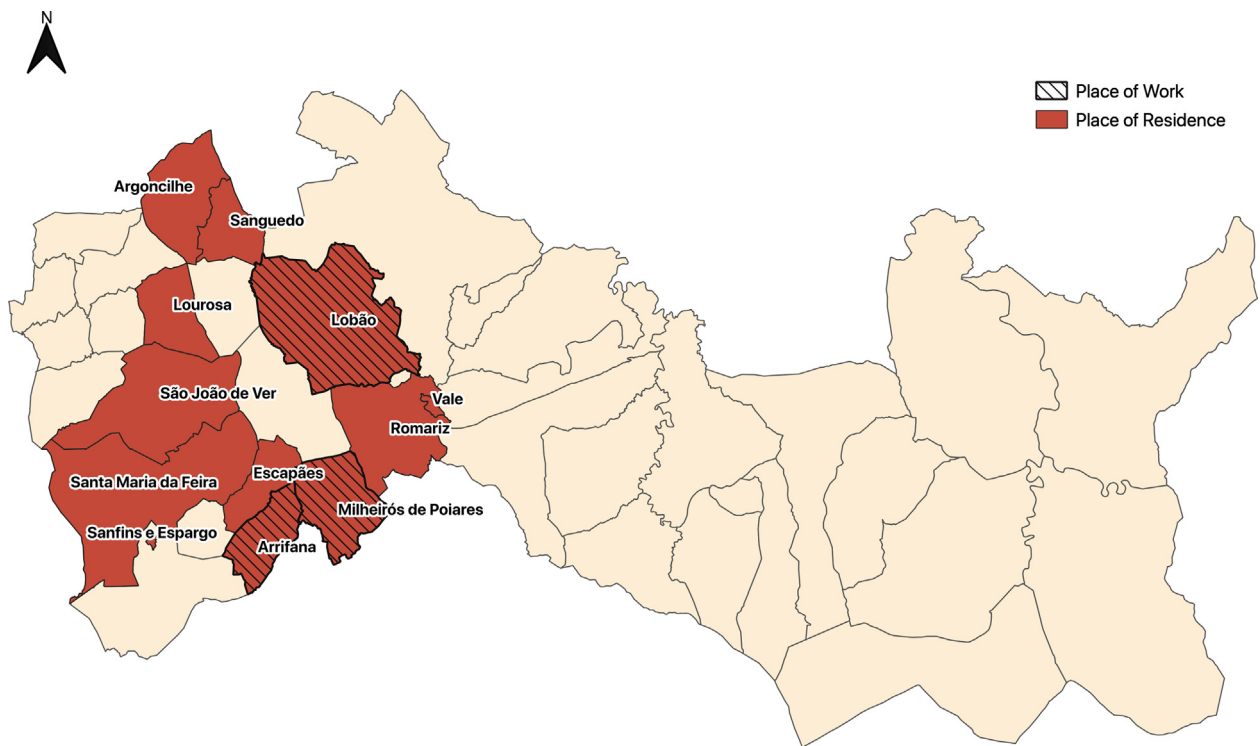 N
Place of Work
Place of Residence
Argoncilhe
Sanguedo
Lourosa
Lobão
São João de Ver
Vale
Romariz
Escapães
Santa Maria da Feira
Milheirós de Poiares
Sanfins e Espargo
Arrifana